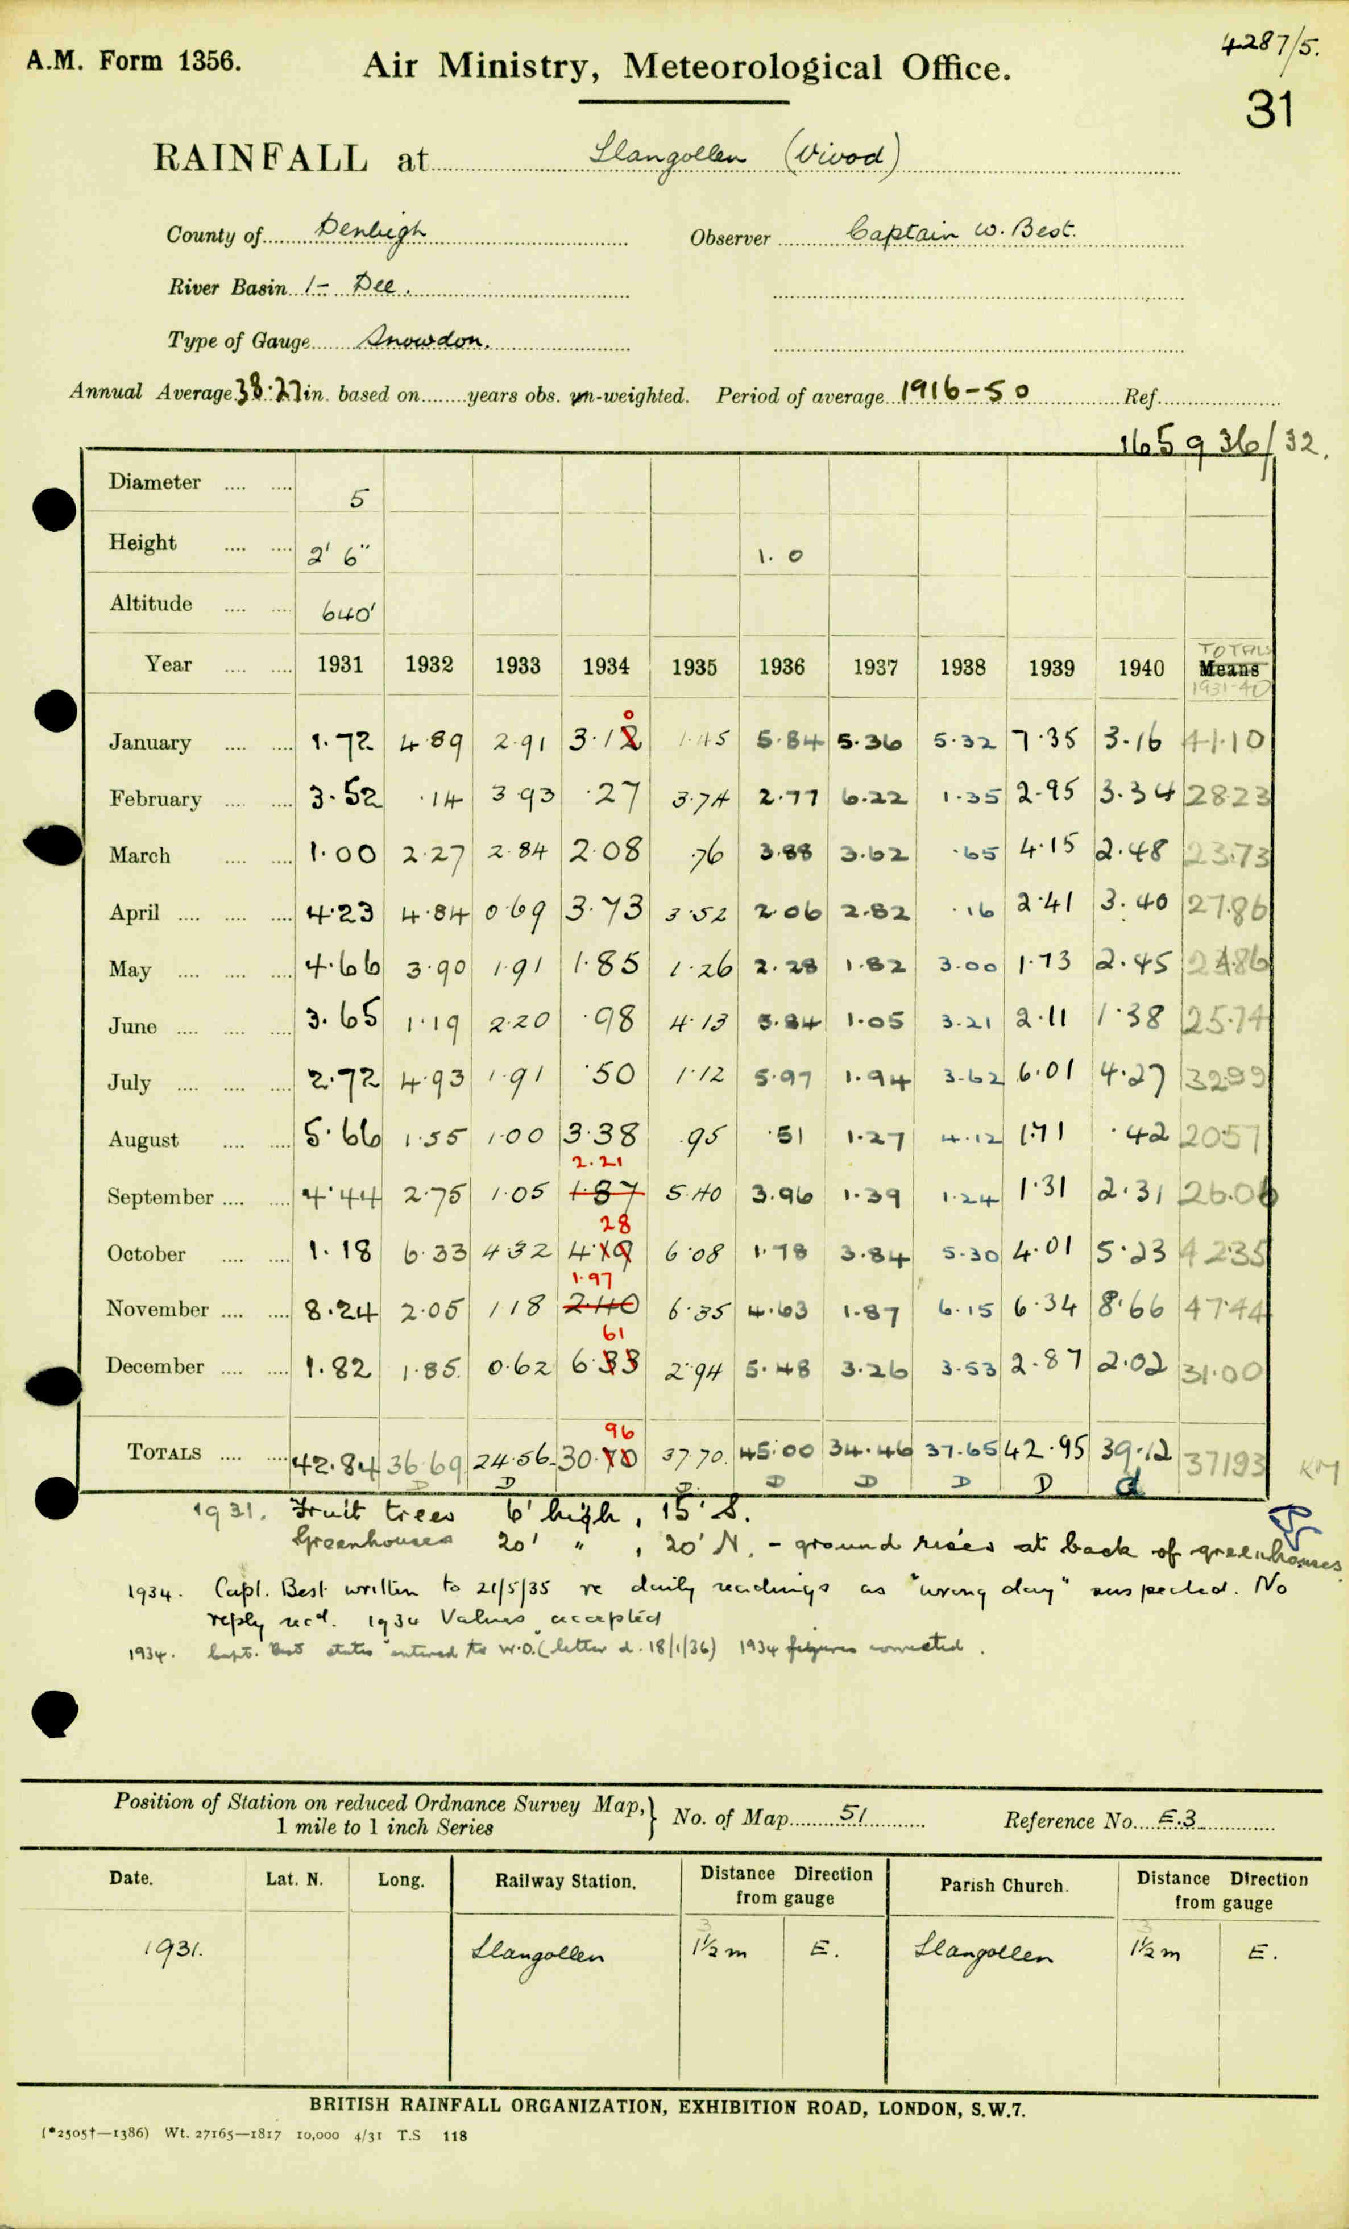 4287/5.
A.M. Form 1356. Air Ministry, Meteorological Office.
31
RAINFALL at Llangollen (Vivod)
County of Denbigh Observer Captain W. Best.
River Basin 1- Dee.
Type of Gauge Snowdon.
Annual Average 38.27 in. based on years obs. un-weighted. Period of average 1916-50 Ref.
165936/32.
Diameter 5
Height 2' 6" 1. 0
Altitude 640'
TOTALS
Year 1931 1932 1933 1934 1935 1936 1937 1938 1939 1940 Means
1931-40
0
January 1.72 4.89 2.91 3.12 1.45 5.84 5.36 5.32 7.35 3.16 41.10
February 3.52 .14 3.93 .27 3.74 2.77 6.22 1.35 2.95 3.34 28.23
March 1.00 2.27 2.84 2.08 .76 3.88 3.62 .65 4.15 2.48 23.73
April 4.23 4.84 0.69 3.73 3.52 2.06 2.82 .16 2.41 3.40 27.86
May 4.66 3.90 1.91 1.85 1.26 2.28 1.82 3.00 1.73 2.45 24.86
June 3.65 1.19 2.20 .98 4.13 5.84 1.05 3.21 2.11 1.38 25.74
July 2.72 4.93 1.91 .50 1.12 5.97 1.94 3.62 6.01 4.27 32.99
August 5.66 1.55 1.00 3.38 .95 .51 1.27 4.12 1.71 .42 20.57
2.21
September 4.44 2.75 1.05 1.87 5.40 3.96 1.39 1.24 1.31 2.31 26.06
28
October 1.18 6.33 4.32 4.19 6.08 1.78 3.84 5.30 4.01 5.23 42.35
1.97
November 8.24 2.05 1.18 2.40 6.35 4.63 1.87 6.15 6.34 8.66 47.44
61
December 1.82 1.85 0.62 6.33 2.94 5.48 3.26 3.53 2.87 2.02 31.00
96
TOTALS 42.84 36.69 24.56 30.70 37.70 45.00 34.46 37.65 42.95 39.12 371.93 KM
D D D D D D D d
1931. Fruit trees 6' high, 15' S.
Greenhouses 20' " , 20' N. - ground rises at back of greenhouses.
1934. Capt. Best written to 21/5/35 re daily readings as "wrong day" suspected. No
reply recd. 1934 Values accepted
1934. Capt. Best states entered to W.O. (letter d. 18/1/36) 1934 figures corrected.
Position of Station on reduced Ordnance Survey Map, 1 mile to 1 inch Series } No. of Map 51 Reference No. E.3
Date. Lat. N. Long. Railway Station. Distance Direction from gauge Parish Church. Distance Direction from gauge
3 3
1931. Llangollen 1½ m E. Llangollen 1½ m E.
BRITISH RAINFALL ORGANIZATION, EXHIBITION ROAD, LONDON, S.W.7.
(*2505†—1386) Wt. 27165—1817 10,000 4/31 T.S 118